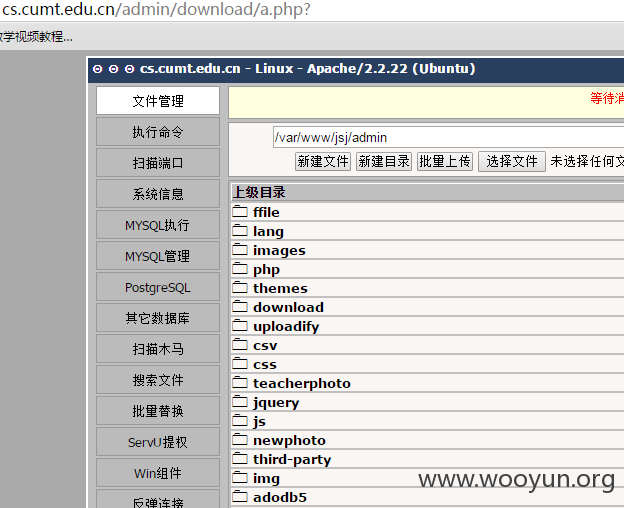 cs.cumt.edu.cn/admin/download/a.php?
学视频教程...
cs.cumt.edu.cn - Linux - Apache/2.2.22 (Ubuntu)
文件管理
执行命令
扫描端口
系统信息
MYSQL执行
MYSQL管理
PostgreSQL
其它数据库
扫描木马
搜索文件
批量替换
ServU提权
Win组件
反弹连接
等待消
/var/www/jsj/admin
新建文件 新建目录 批量上传 选择文件 未选择任何文
上级目录
ffile
lang
images
php
themes
download
uploadify
csv
css
teacherphoto
jquery
js
newphoto
third-party
img
adodb5
www.wooyun.org